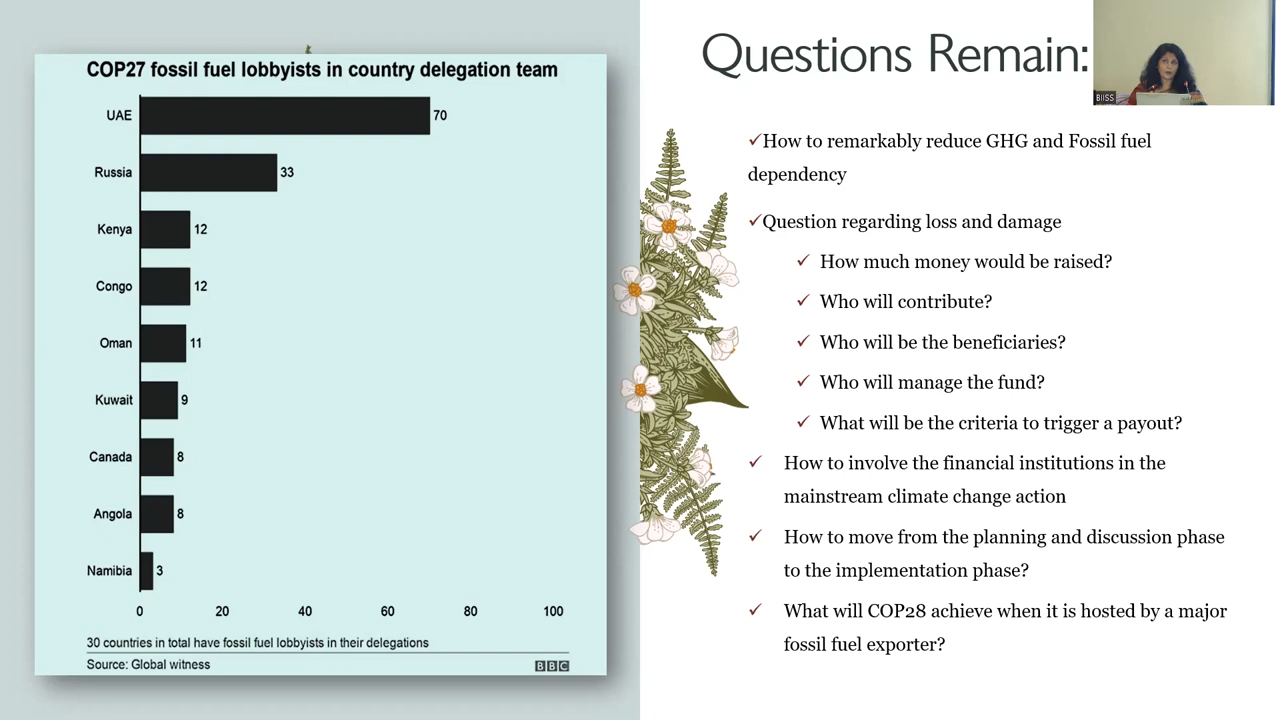 COP27 fossil fuel lobbyists in country delegation team
UAE 70
Russia 33
Kenya 12
Congo 12
Oman 11
Kuwait 9
Canada 8
Angola 8
Namibia 3
0 20 40 60 80 100
30 countries in total have fossil fuel lobbyists in their delegations
Source: Global witness
BBC
Questions Remain:
BIISS
✓How to remarkably reduce GHG and Fossil fuel
dependency
✓Question regarding loss and damage
✓ How much money would be raised?
✓ Who will contribute?
✓ Who will be the beneficiaries?
✓ Who will manage the fund?
✓ What will be the criteria to trigger a payout?
✓ How to involve the financial institutions in the
mainstream climate change action
✓ How to move from the planning and discussion phase
to the implementation phase?
✓ What will COP28 achieve when it is hosted by a major
fossil fuel exporter?